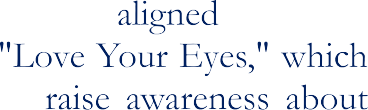 aligned
"Love Your Eyes," which
raise awareness about